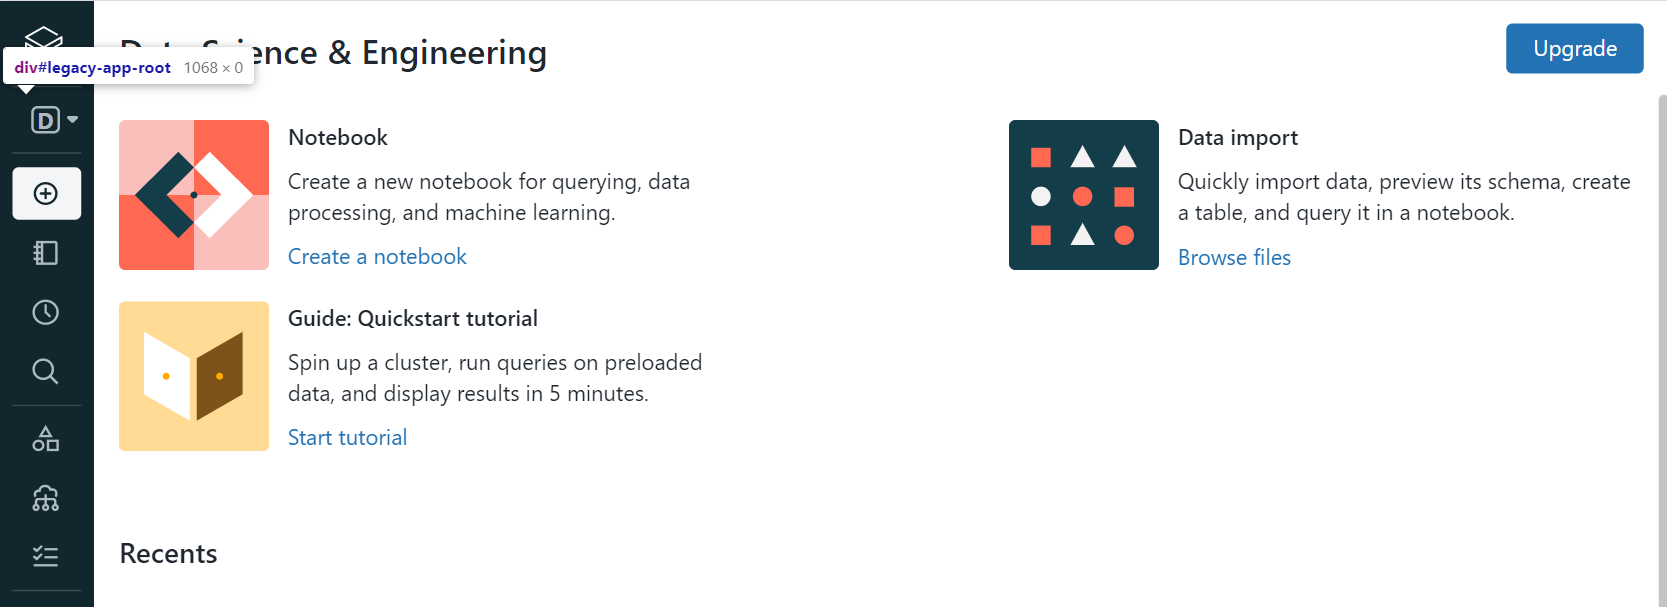 Science & Engineering
Upgrade
div#legacy-app-root 1068 × 0
D
Notebook
Create a new notebook for querying, data
processing, and machine learning.
Create a notebook
Data import
Quickly import data, preview its schema, create
a table, and query it in a notebook.
Browse files
Guide: Quickstart tutorial
Spin up a cluster, run queries on preloaded
data, and display results in 5 minutes.
Start tutorial
Recents